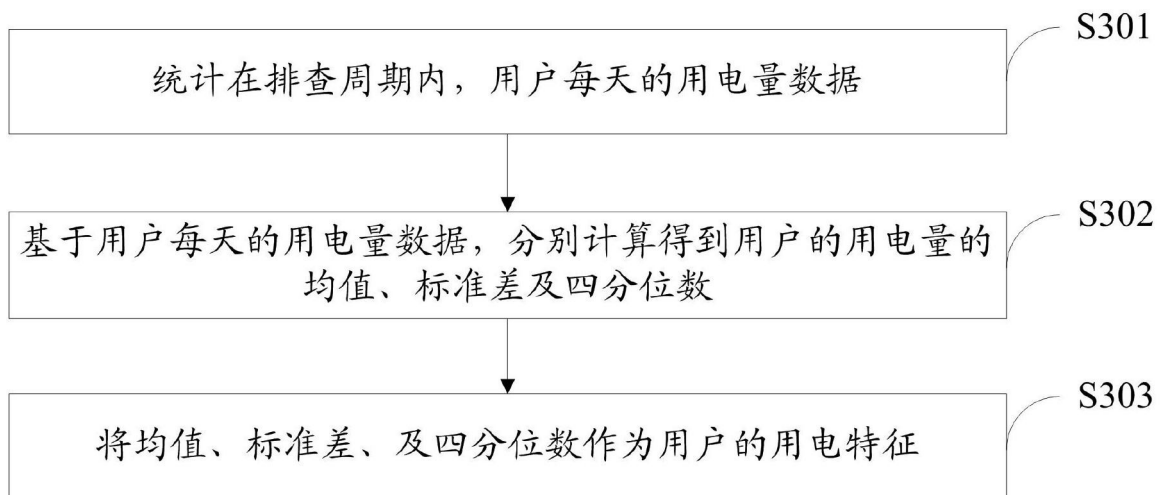 S301
统计在排查周期内，用户每天的用电量数据
S302
基于用户每天的用电量数据，分别计算得到用户的用电量的
均值、标准差及四分位数
S303
将均值、标准差、及四分位数作为用户的用电特征